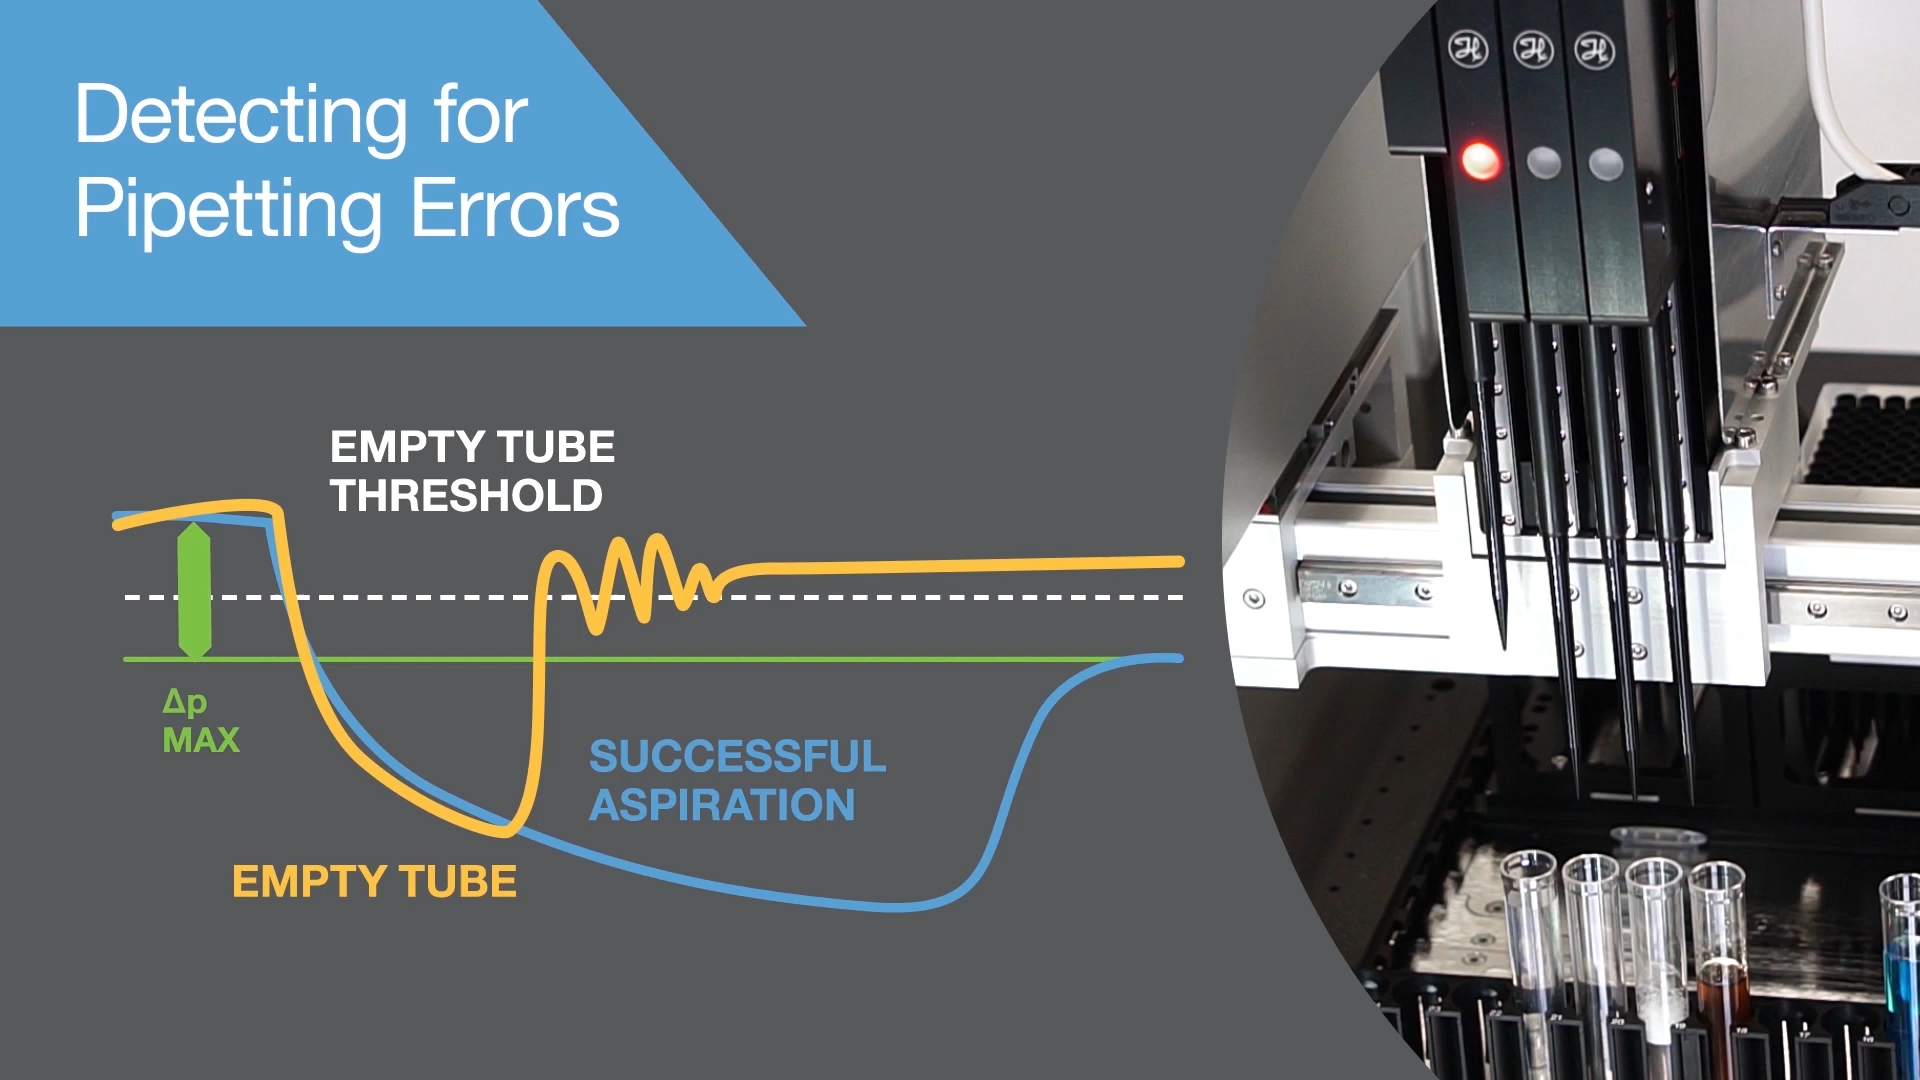 Detecting for
Pipetting Errors
EMPTY TUBE
THRESHOLD
Δp
MAX
SUCCESSFUL
ASPIRATION
EMPTY TUBE